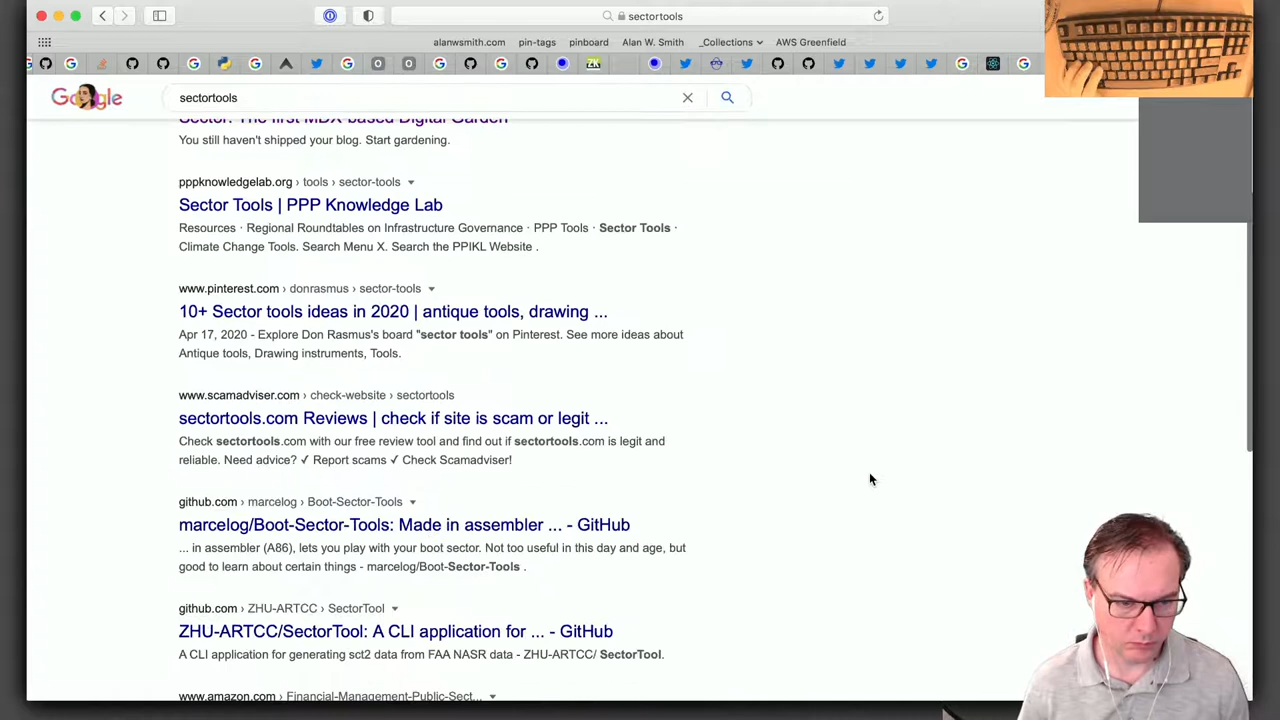 sectortools
alanwsmith.com pin-tags pinboard Alan W. Smith _Collections AWS Greenfield
Google sectortools
Sector: The first MDX-based Digital Garden
You still haven't shipped your blog. Start gardening.
pppknowledgelab.org › tools › sector-tools
Sector Tools | PPP Knowledge Lab
Resources · Regional Roundtables on Infrastructure Governance · PPP Tools · Sector Tools ·
Climate Change Tools. Search Menu X. Search the PPIKL Website .
www.pinterest.com › donrasmus › sector-tools
10+ Sector tools ideas in 2020 | antique tools, drawing ...
Apr 17, 2020 - Explore Don Rasmus's board "sector tools" on Pinterest. See more ideas about
Antique tools, Drawing instruments, Tools.
www.scamadviser.com › check-website › sectortools
sectortools.com Reviews | check if site is scam or legit ...
Check sectortools.com with our free review tool and find out if sectortools.com is legit and
reliable. Need advice? ✓ Report scams ✓ Check Scamadviser!
github.com › marcelog › Boot-Sector-Tools
marcelog/Boot-Sector-Tools: Made in assembler ... - GitHub
... in assembler (A86), lets you play with your boot sector. Not too useful in this day and age, but
good to learn about certain things - marcelog/Boot-Sector-Tools .
github.com › ZHU-ARTCC › SectorTool
ZHU-ARTCC/SectorTool: A CLI application for ... - GitHub
A CLI application for generating sct2 data from FAA NASR data - ZHU-ARTCC/ SectorTool.
www.amazon.com › Financial-Management-Public-Sect...